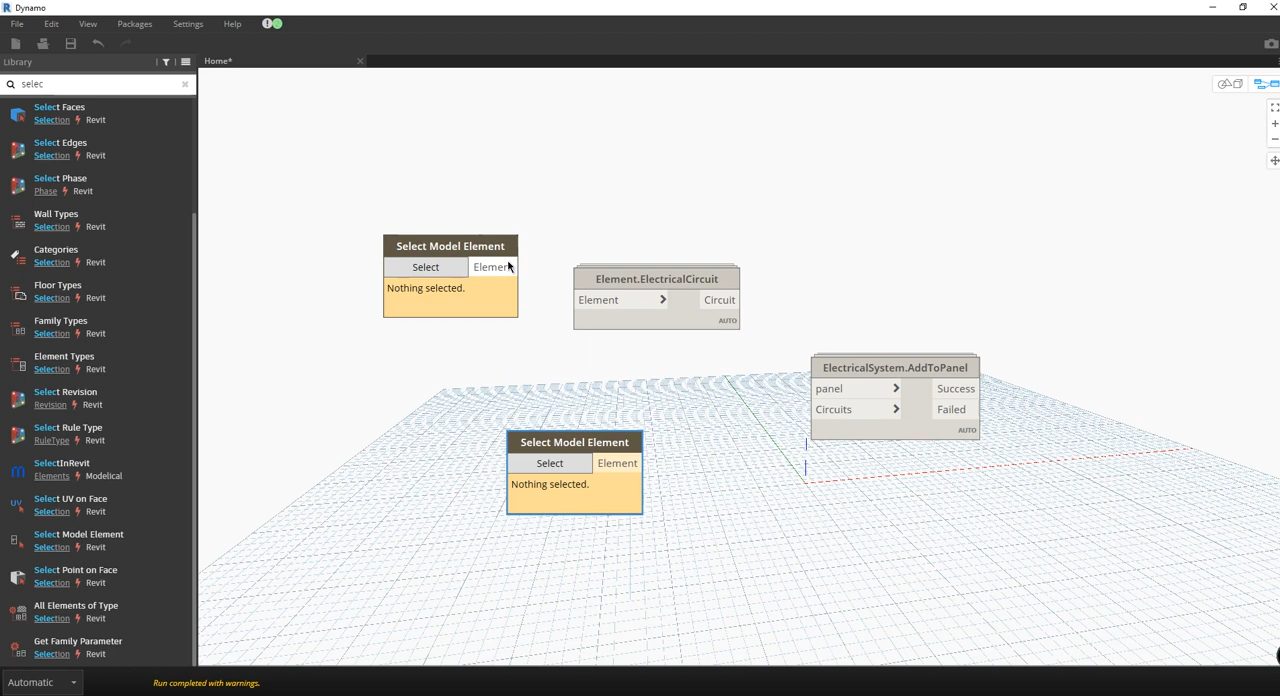 Dynamo
File Edit View Packages Settings Help
Library
Home*
selec
Select Faces
Selection Revit
Select Edges
Selection Revit
Select Phase
Phase Revit
Wall Types
Selection Revit
Categories
Selection Revit
Floor Types
Selection Revit
Family Types
Selection Revit
Element Types
Selection Revit
Select Revision
Revision Revit
Select Rule Type
RuleType Revit
SelectInRevit
Elements Modelical
Select UV on Face
Selection Revit
Select Model Element
Selection Revit
Select Point on Face
Selection Revit
All Elements of Type
Selection Revit
Get Family Parameter
Selection Revit
Select Model Element
Select Element
Nothing selected.
Element.ElectricalCircuit
Element > Circuit
AUTO
ElectricalSystem.AddToPanel
panel > Success
Circuits > Failed
AUTO
Select Model Element
Select Element
Nothing selected.
Automatic
Run completed with warnings.